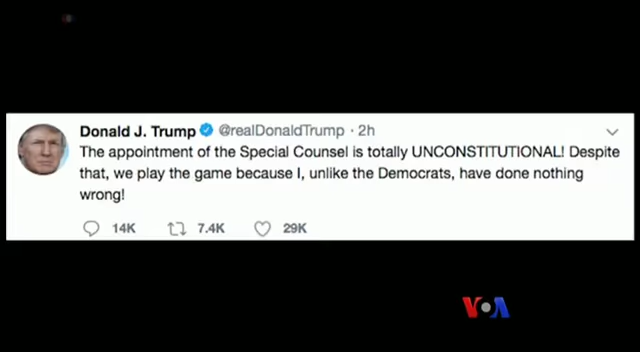 Donald J. Trump @realDonaldTrump · 2h
The appointment of the Special Counsel is totally UNCONSTITUTIONAL! Despite
that, we play the game because I, unlike the Democrats, have done nothing
wrong!
14K 7.4K 29K
VOA